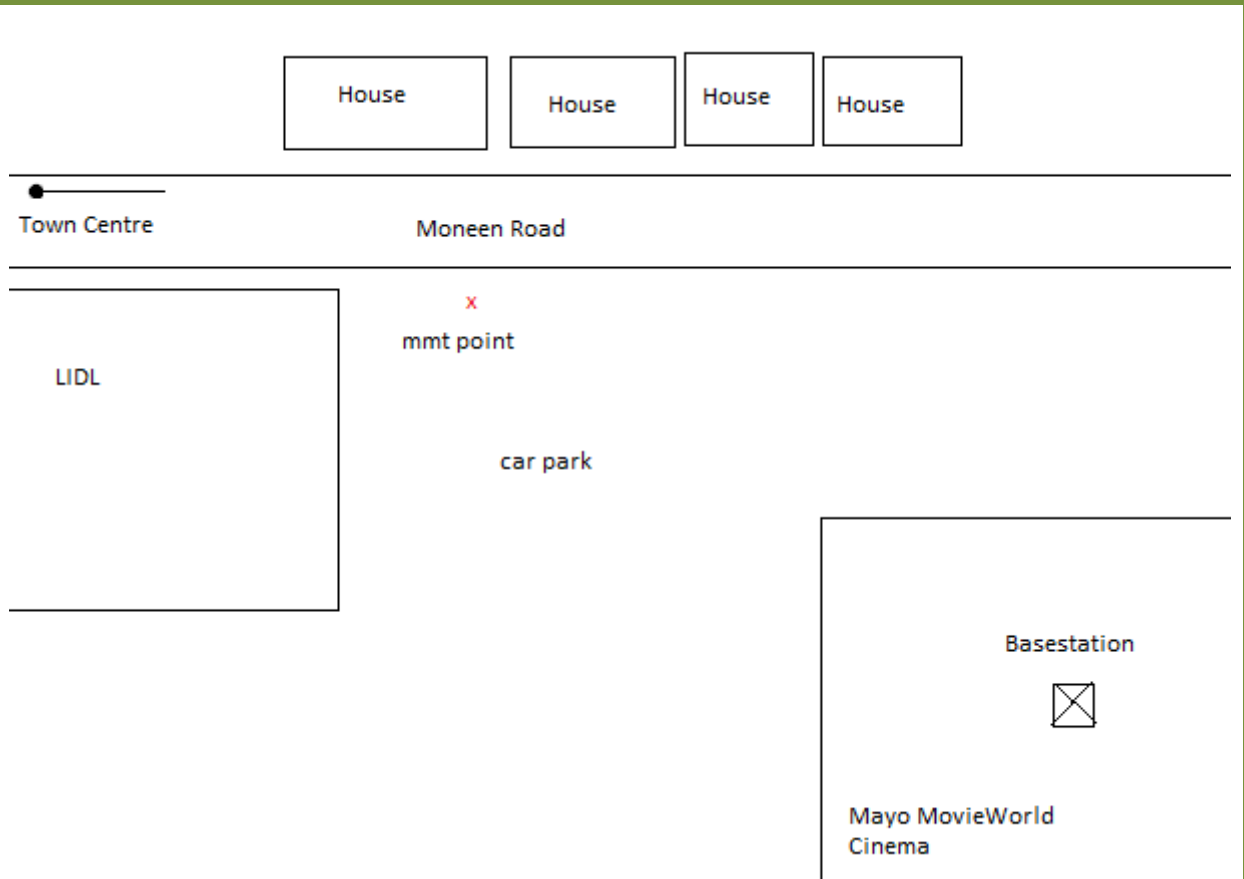 House
House
House
House
Town Centre
Moneen Road
x
mmt point
LIDL
car park
Basestation
Mayo MovieWorld
Cinema